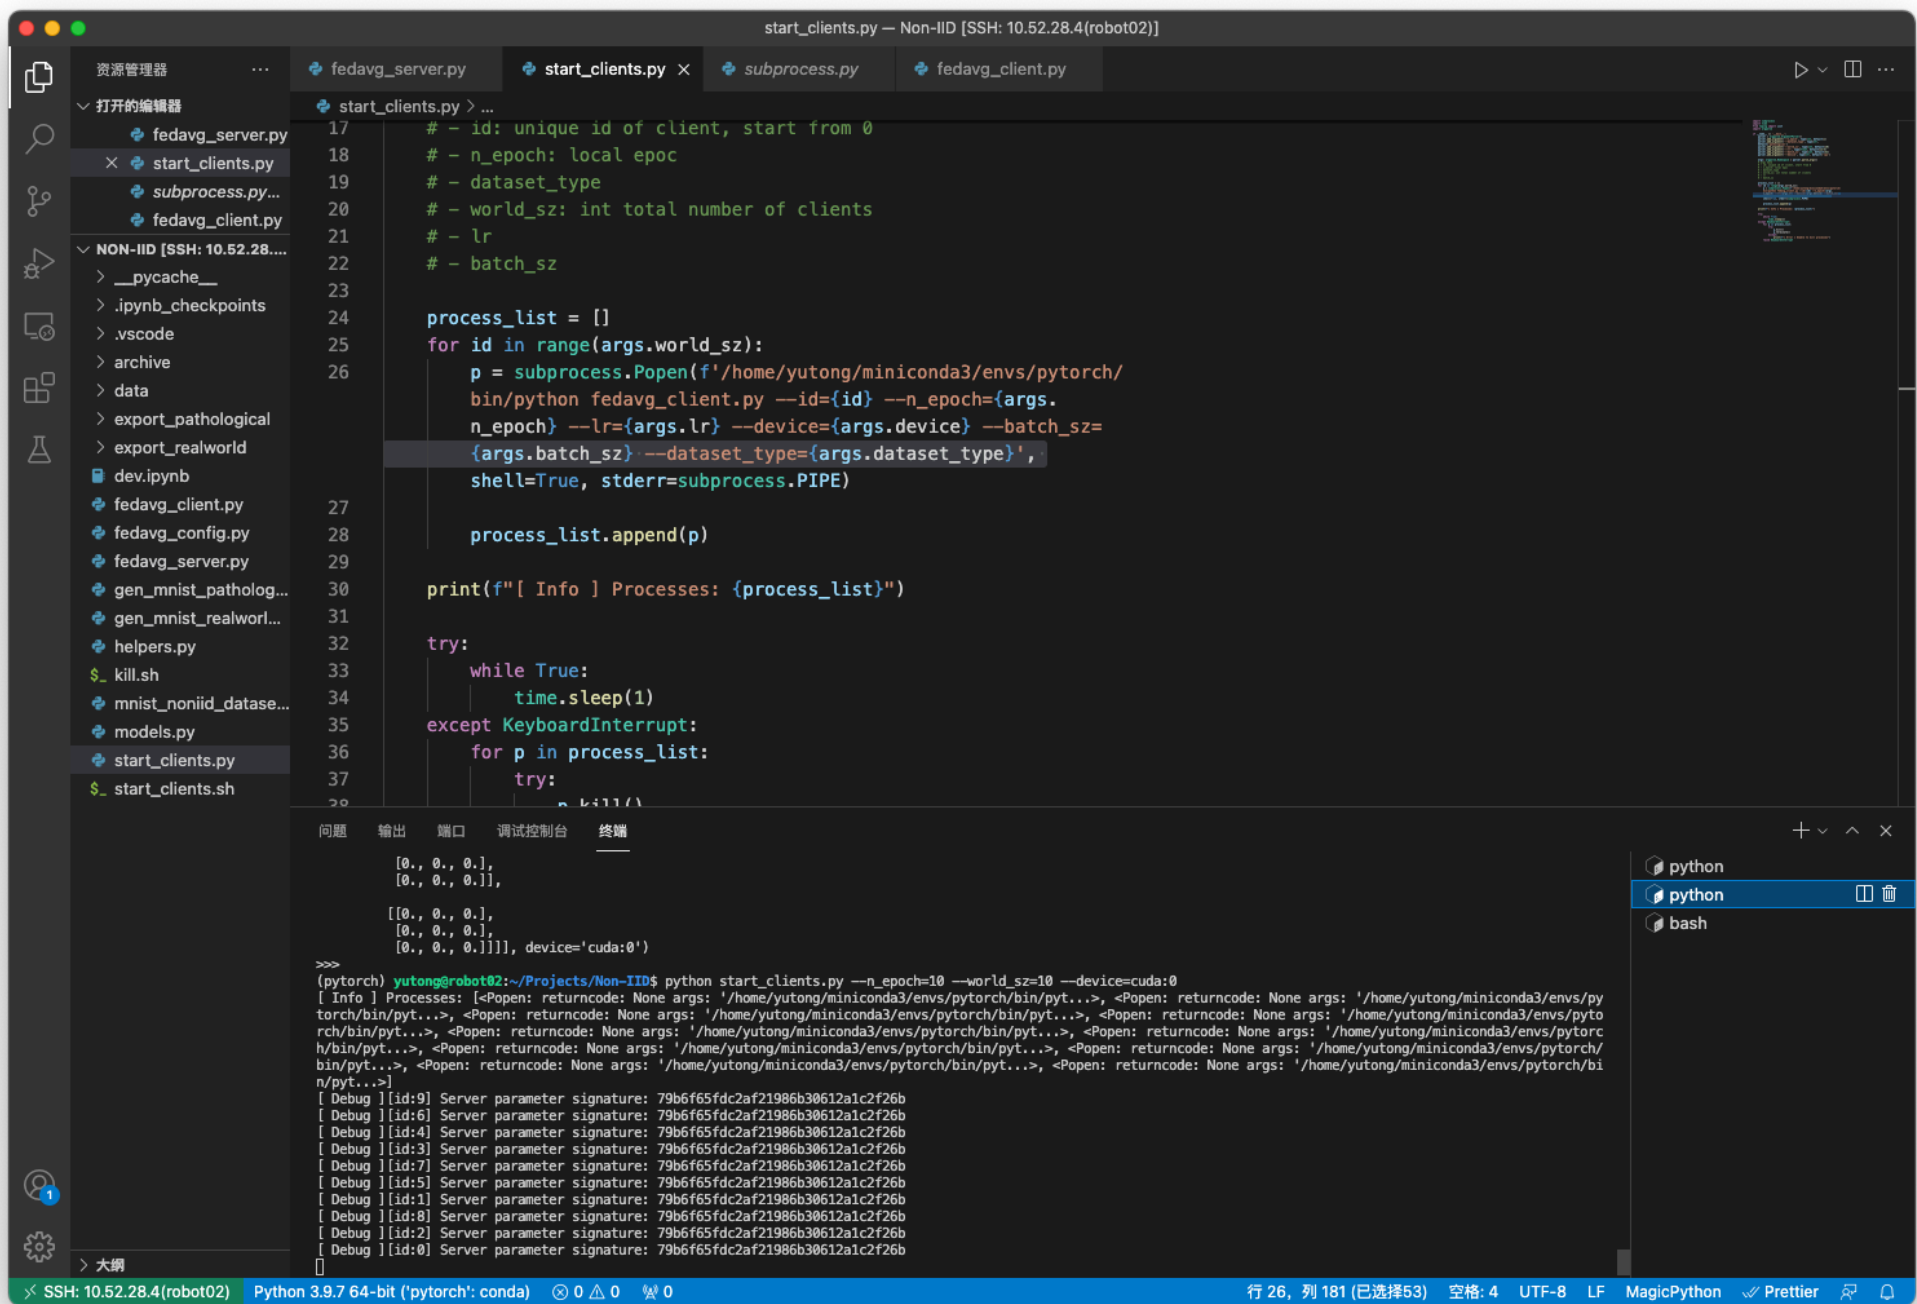 start_clients.py — Non-IID [SSH: 10.52.28.4(robot02)]
资源管理器
打开的编辑器
fedavg_server.py
start_clients.py
subprocess.py...
fedavg_client.py
NON-IID [SSH: 10.52.28....
__pycache__
.ipynb_checkpoints
.vscode
archive
data
export_pathological
export_realworld
dev.ipynb
fedavg_client.py
fedavg_config.py
fedavg_server.py
gen_mnist_patholog...
gen_mnist_realworl...
helpers.py
$_ kill.sh
mnist_noniid_datase...
models.py
start_clients.py
$_ start_clients.sh
大纲
fedavg_server.py start_clients.py subprocess.py fedavg_client.py
start_clients.py > ...
17 # - id: unique id of client, start from 0
18 # - n_epoch: local epoc
19 # - dataset_type
20 # - world_sz: int total number of clients
21 # - lr
22 # - batch_sz
23
24 process_list = []
25 for id in range(args.world_sz):
26 p = subprocess.Popen(f'/home/yutong/miniconda3/envs/pytorch/
bin/python fedavg_client.py --id={id} --n_epoch={args.
n_epoch} --lr={args.lr} --device={args.device} --batch_sz=
{args.batch_sz} --dataset_type={args.dataset_type}',
shell=True, stderr=subprocess.PIPE)
27
28 process_list.append(p)
29
30 print(f"[ Info ] Processes: {process_list}")
31
32 try:
33 while True:
34 time.sleep(1)
35 except KeyboardInterrupt:
36 for p in process_list:
37 try:
38 p.kill()
问题 输出 端口 调试控制台 终端
[0., 0., 0.],
[0., 0., 0.]],
[[0., 0., 0.],
[0., 0., 0.],
[0., 0., 0.]]]], device='cuda:0')
>>>
(pytorch) yutong@robot02:~/Projects/Non-IID$ python start_clients.py --n_epoch=10 --world_sz=10 --device=cuda:0
[ Info ] Processes: [<Popen: returncode: None args: '/home/yutong/miniconda3/envs/pytorch/bin/pyt...>, <Popen: returncode: None args: '/home/yutong/miniconda3/envs/py
torch/bin/pyt...>, <Popen: returncode: None args: '/home/yutong/miniconda3/envs/pytorch/bin/pyt...>, <Popen: returncode: None args: '/home/yutong/miniconda3/envs/pyto
rch/bin/pyt...>, <Popen: returncode: None args: '/home/yutong/miniconda3/envs/pytorch/bin/pyt...>, <Popen: returncode: None args: '/home/yutong/miniconda3/envs/pytorc
h/bin/pyt...>, <Popen: returncode: None args: '/home/yutong/miniconda3/envs/pytorch/bin/pyt...>, <Popen: returncode: None args: '/home/yutong/miniconda3/envs/pytorch/
bin/pyt...>, <Popen: returncode: None args: '/home/yutong/miniconda3/envs/pytorch/bin/pyt...>, <Popen: returncode: None args: '/home/yutong/miniconda3/envs/pytorch/bi
n/pyt...>]
[ Debug ][id:9] Server parameter signature: 79b6f65fdc2af21986b30612a1c2f26b
[ Debug ][id:6] Server parameter signature: 79b6f65fdc2af21986b30612a1c2f26b
[ Debug ][id:4] Server parameter signature: 79b6f65fdc2af21986b30612a1c2f26b
[ Debug ][id:3] Server parameter signature: 79b6f65fdc2af21986b30612a1c2f26b
[ Debug ][id:7] Server parameter signature: 79b6f65fdc2af21986b30612a1c2f26b
[ Debug ][id:5] Server parameter signature: 79b6f65fdc2af21986b30612a1c2f26b
[ Debug ][id:1] Server parameter signature: 79b6f65fdc2af21986b30612a1c2f26b
[ Debug ][id:8] Server parameter signature: 79b6f65fdc2af21986b30612a1c2f26b
[ Debug ][id:2] Server parameter signature: 79b6f65fdc2af21986b30612a1c2f26b
[ Debug ][id:0] Server parameter signature: 79b6f65fdc2af21986b30612a1c2f26b
python
python
bash
1
SSH: 10.52.28.4(robot02) Python 3.9.7 64-bit ('pytorch': conda) 0 0 0 行 26，列 181 (已选择53) 空格: 4 UTF-8 LF MagicPython Prettier